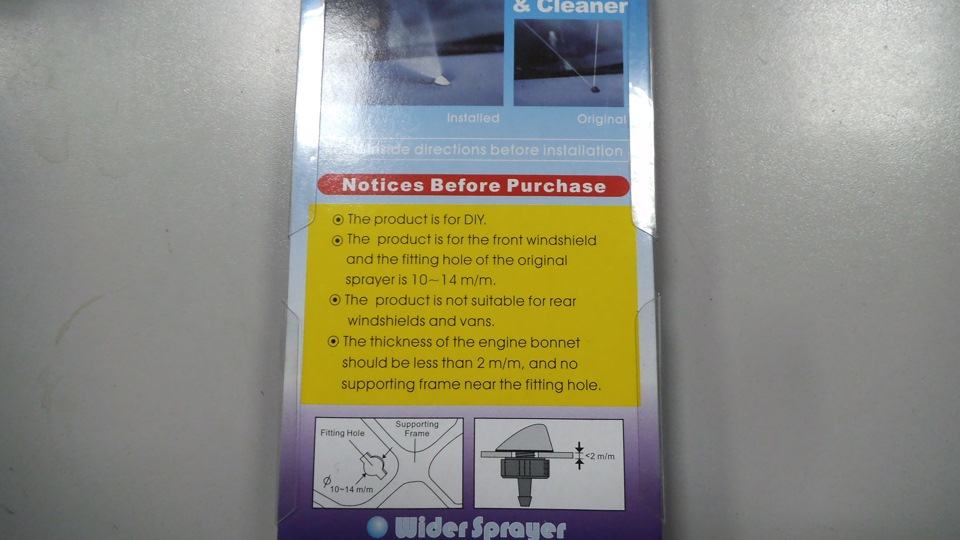 & Cleaner
Installed
Original
inside directions before installation
Notices Before Purchase
The product is for DIY.
The product is for the front windshield
and the fitting hole of the original
sprayer is 10~14 m/m.
The product is not suitable for rear
windshields and vans.
The thickness of the engine bonnet
should be less than 2 m/m, and no
supporting frame near the fitting hole.
Fitting Hole
Supporting
Frame
Ø 10~14 m/m
<2 m/m
Wider Sprayer